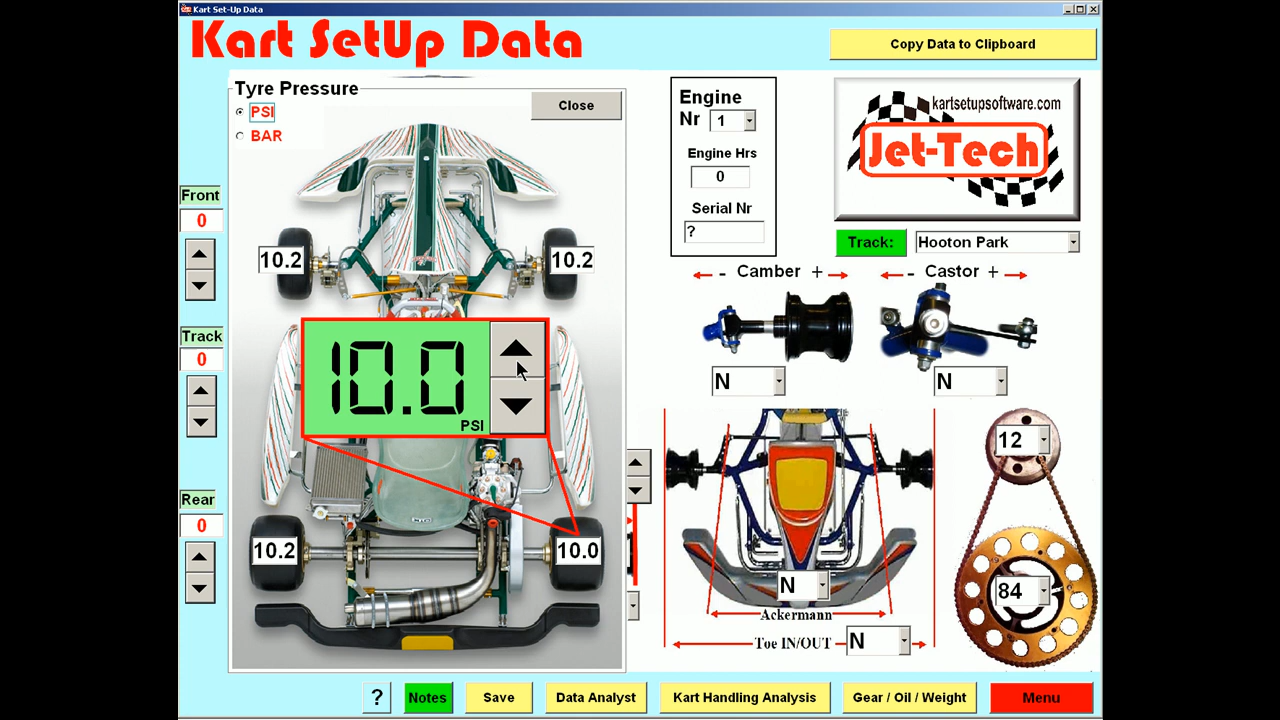 Kart Set-Up Data
Kart SetUp Data
Copy Data to Clipboard
Tyre Pressure
PSI
BAR
Close
Front
0
Track
0
Rear
0
10.2
10.2
10.0
PSI
10.2
10.0
Engine
Nr 1
Engine Hrs
0
Serial Nr
?
kartsetupsoftware.com
Jet-Tech
Track: Hooton Park
- Camber +
- Castor +
N
N
N
Ackermann
Toe IN/OUT N
12
84
?
Notes
Save
Data Analyst
Kart Handling Analysis
Gear / Oil / Weight
Menu